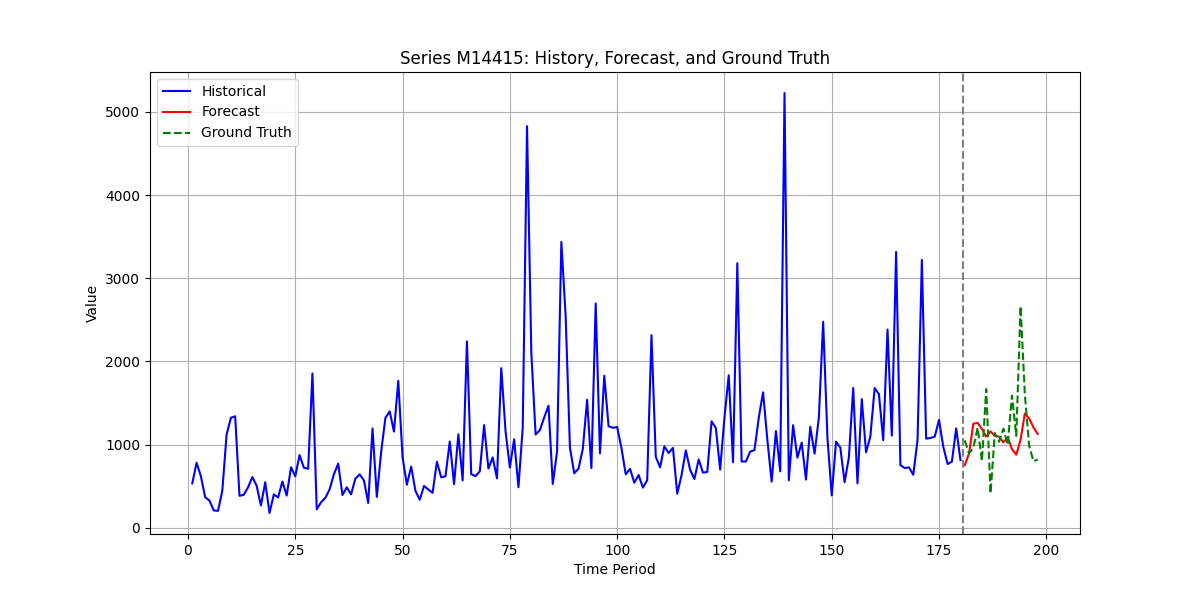 Series M14415: History, Forecast, and Ground Truth
Historical
Forecast
Ground Truth
Value
5000
4000
3000
2000
1000
0
0 25 50 75 100 125 150 175 200
Time Period